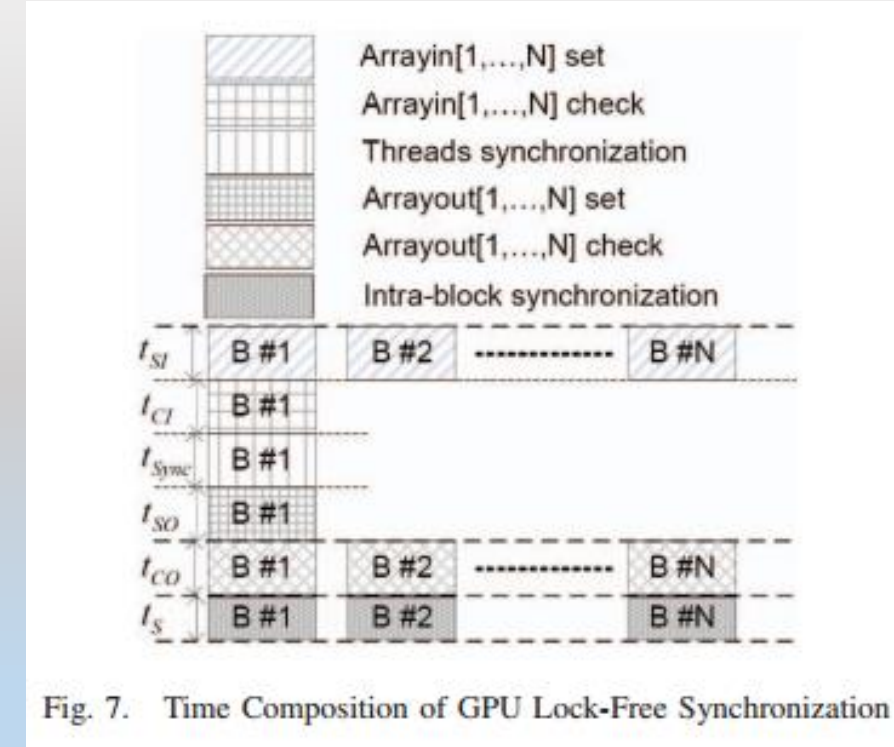 Arrayin[1,...,N] set
Arrayin[1,...,N] check
Threads synchronization
Arrayout[1,...,N] set
Arrayout[1,...,N] check
Intra-block synchronization
t_SI B #1 B #2 B #N
t_CI B #1
t_Sync B #1
t_SO B #1
t_CO B #1 B #2 B #N
t_S B #1 B #2 B #N
Fig. 7. Time Composition of GPU Lock-Free Synchronization